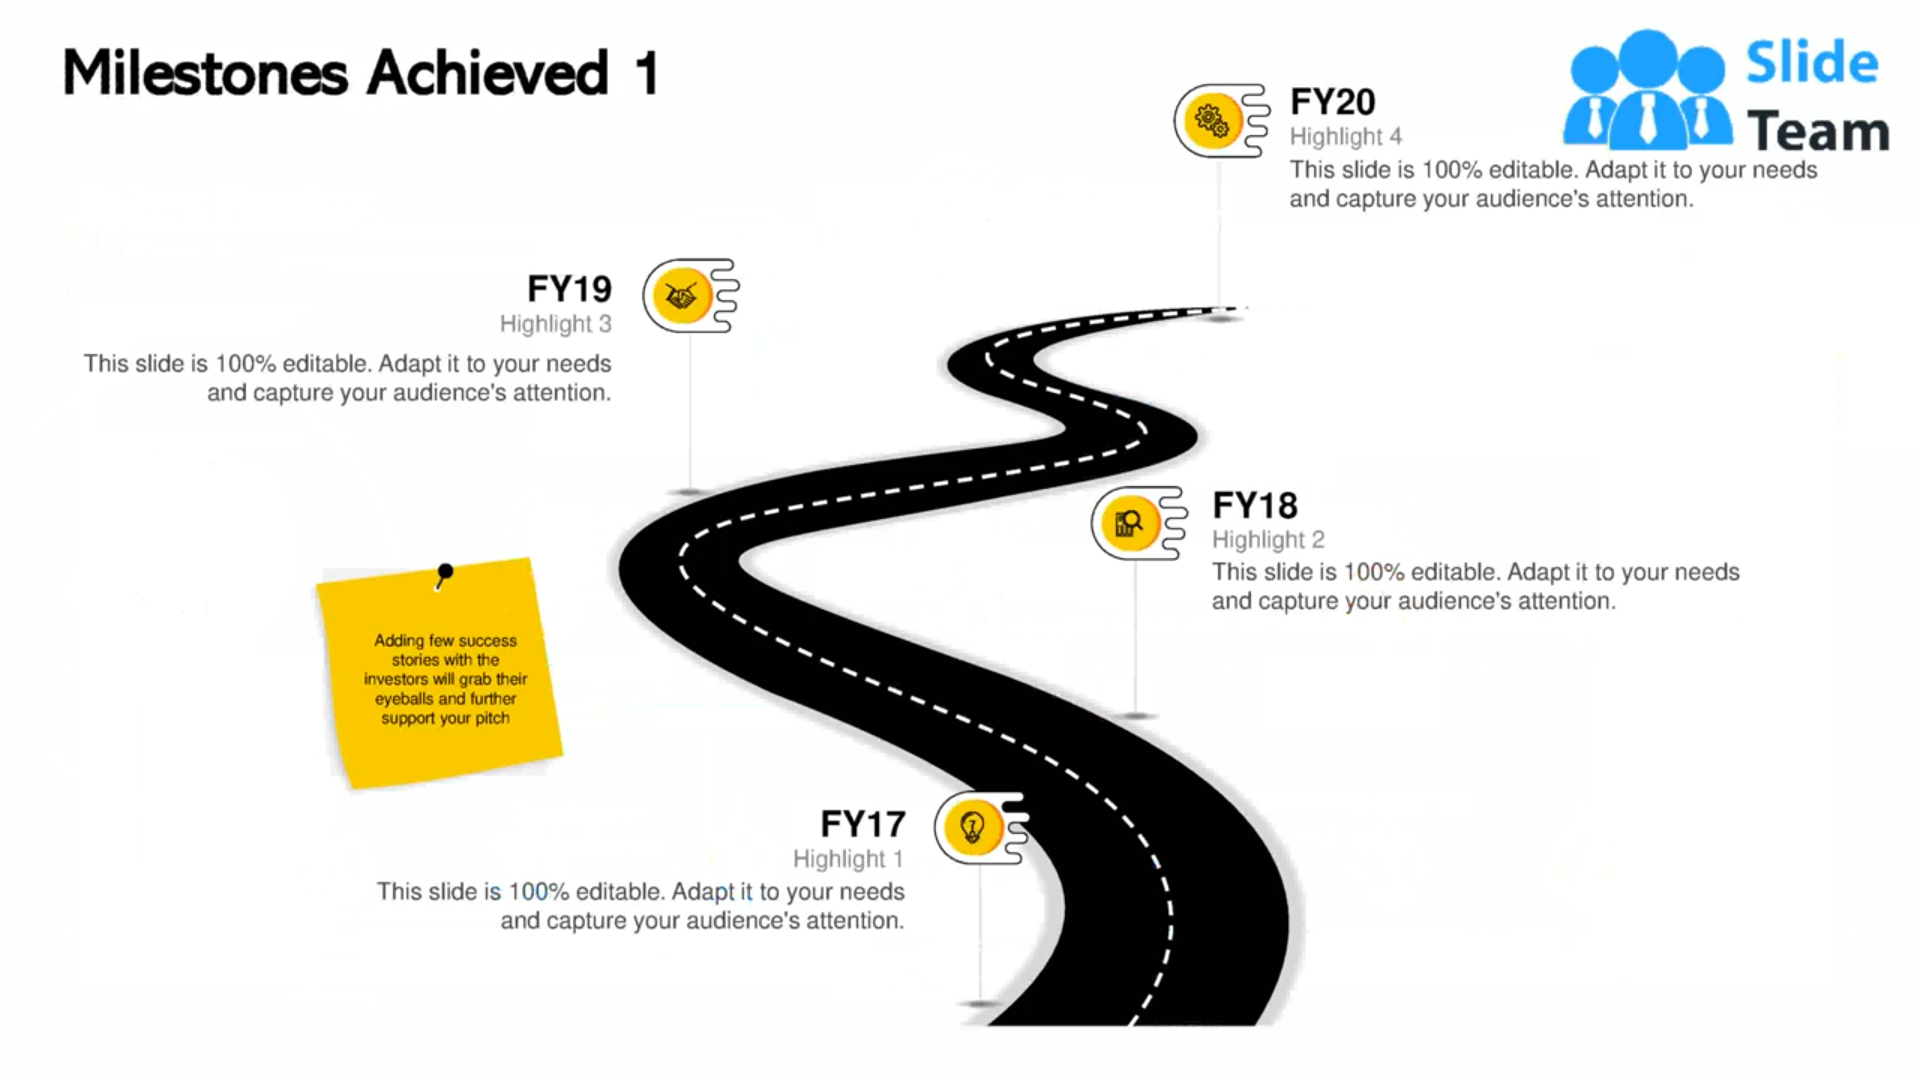 Milestones Achieved 1
Slide
Team
FY20
Highlight 4
This slide is 100% editable. Adapt it to your needs
and capture your audience's attention.
FY19
Highlight 3
This slide is 100% editable. Adapt it to your needs
and capture your audience's attention.
FY18
Highlight 2
This slide is 100% editable. Adapt it to your needs
and capture your audience's attention.
Adding few success
stories with the
investors will grab their
eyeballs and further
support your pitch
FY17
Highlight 1
This slide is 100% editable. Adapt it to your needs
and capture your audience's attention.